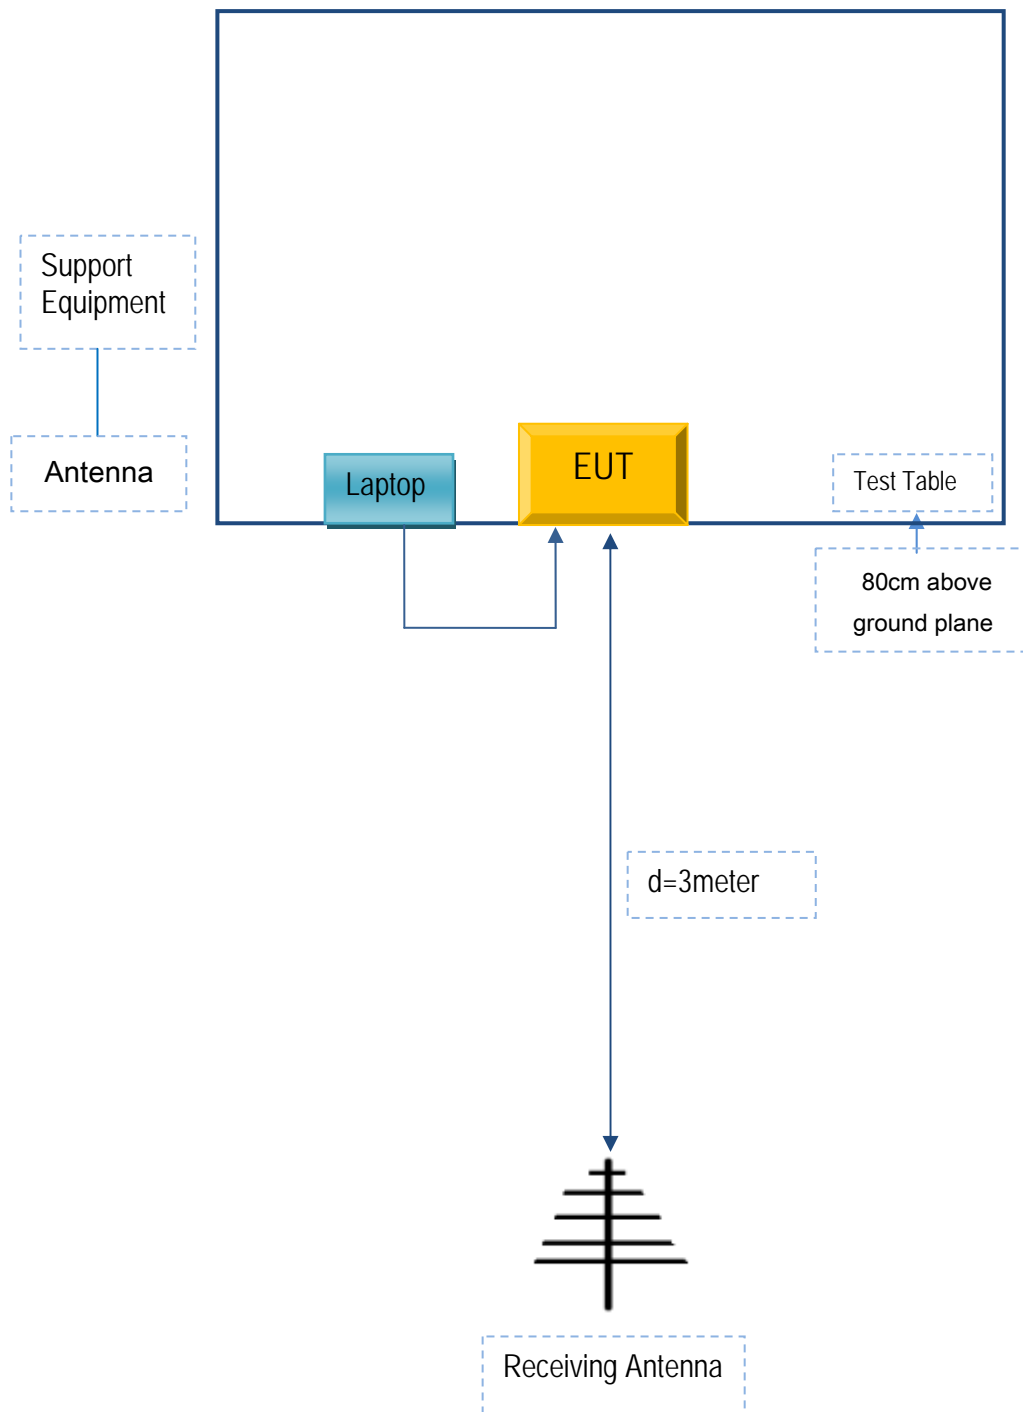 Support
Equipment
Antenna
Laptop
EUT
Test Table
80cm above
ground plane
d=3meter
Receiving Antenna